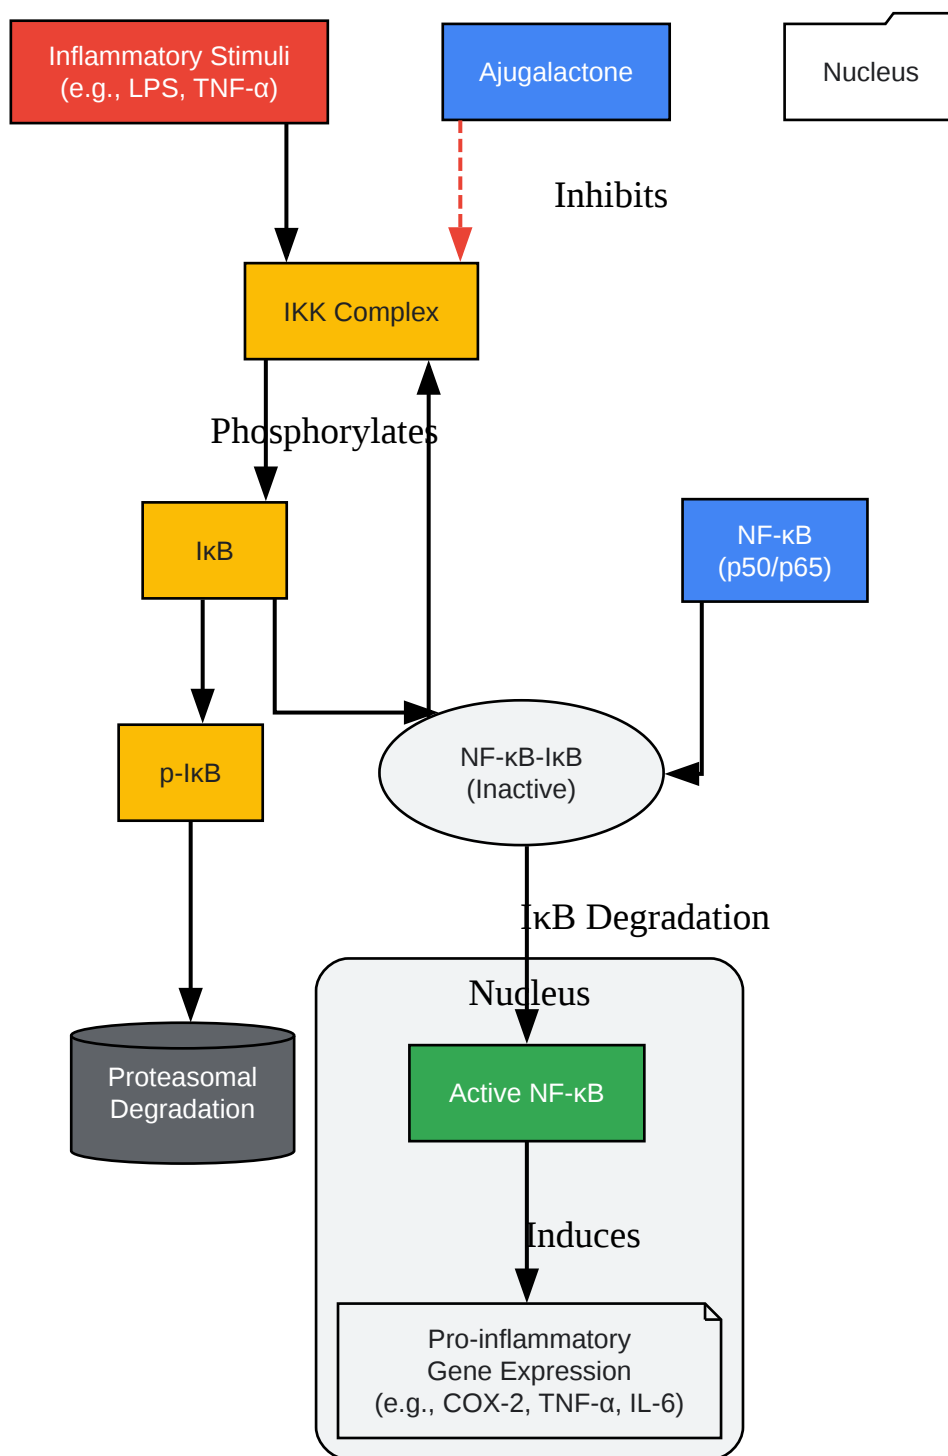 Inflammatory Stimuli
(e.g., LPS, TNF-α)
Ajugalactone
Nucleus
Inhibits
IKK Complex
Phosphorylates
IκB
NF-κB
(p50/p65)
p-IκB
NF-κB-IκB
(Inactive)
IκB Degradation
Nucleus
Proteasomal
Degradation
Active NF-κB
Induces
Pro-inflammatory
Gene Expression
(e.g., COX-2, TNF-α, IL-6)